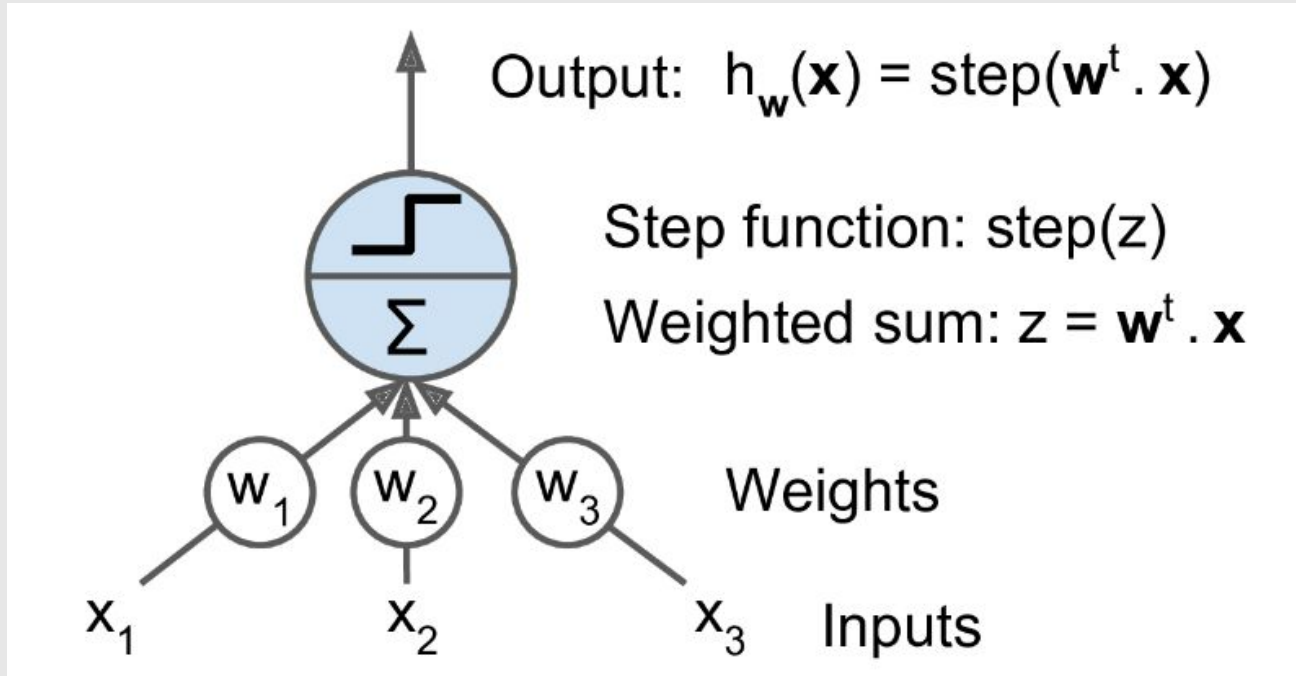 Output: h_w(x) = step(w^t . x)
Step function: step(z)
Σ
Weighted sum: z = w^t . x
w_1 w_2 w_3 Weights
x_1 x_2 x_3 Inputs